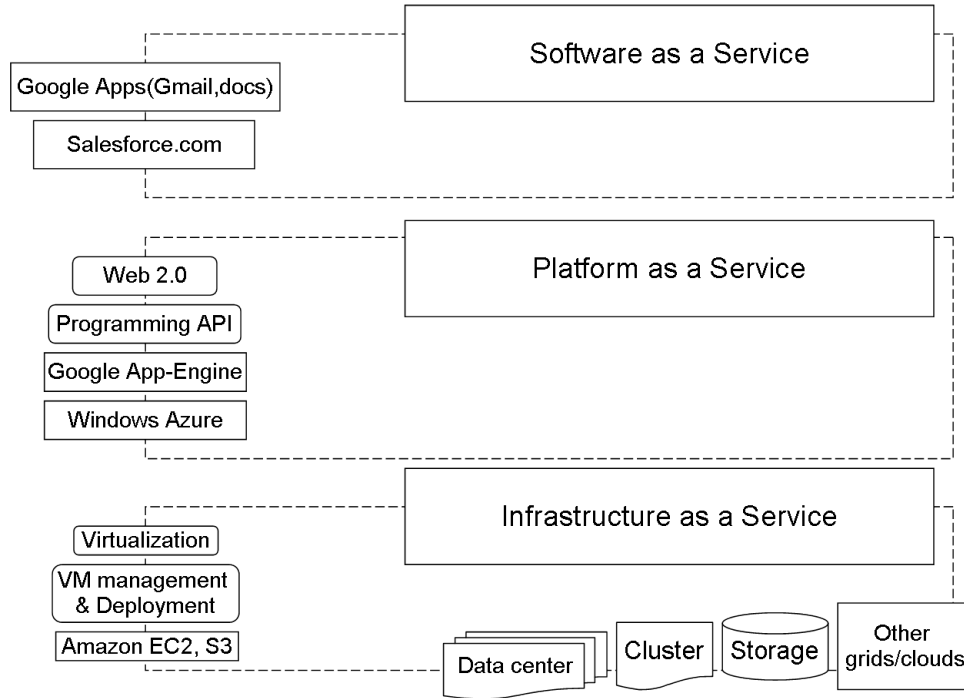 Software as a Service
Google Apps(Gmail,docs)
Salesforce.com
Platform as a Service
Web 2.0
Programming API
Google App-Engine
Windows Azure
Infrastructure as a Service
Virtualization
VM management
& Deployment
Amazon EC2, S3
Data center
Cluster
Storage
Other
grids/clouds